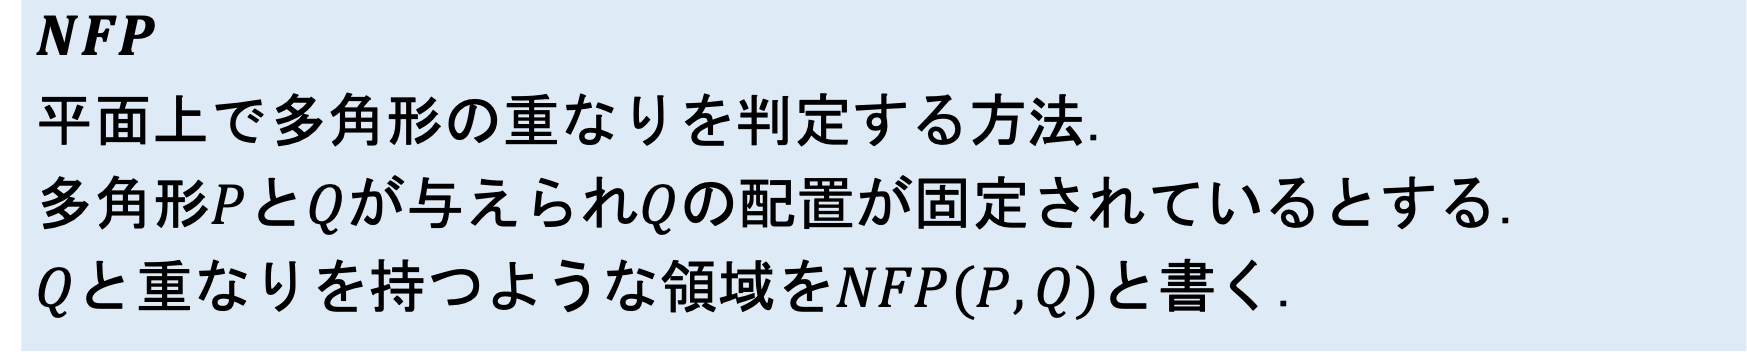 NFP
平面上で多角形の重なりを判定する方法.
多角形PとQが与えられQの配置が固定されているとする.
Qと重なりを持つような領域をNFP(P,Q)と書く.